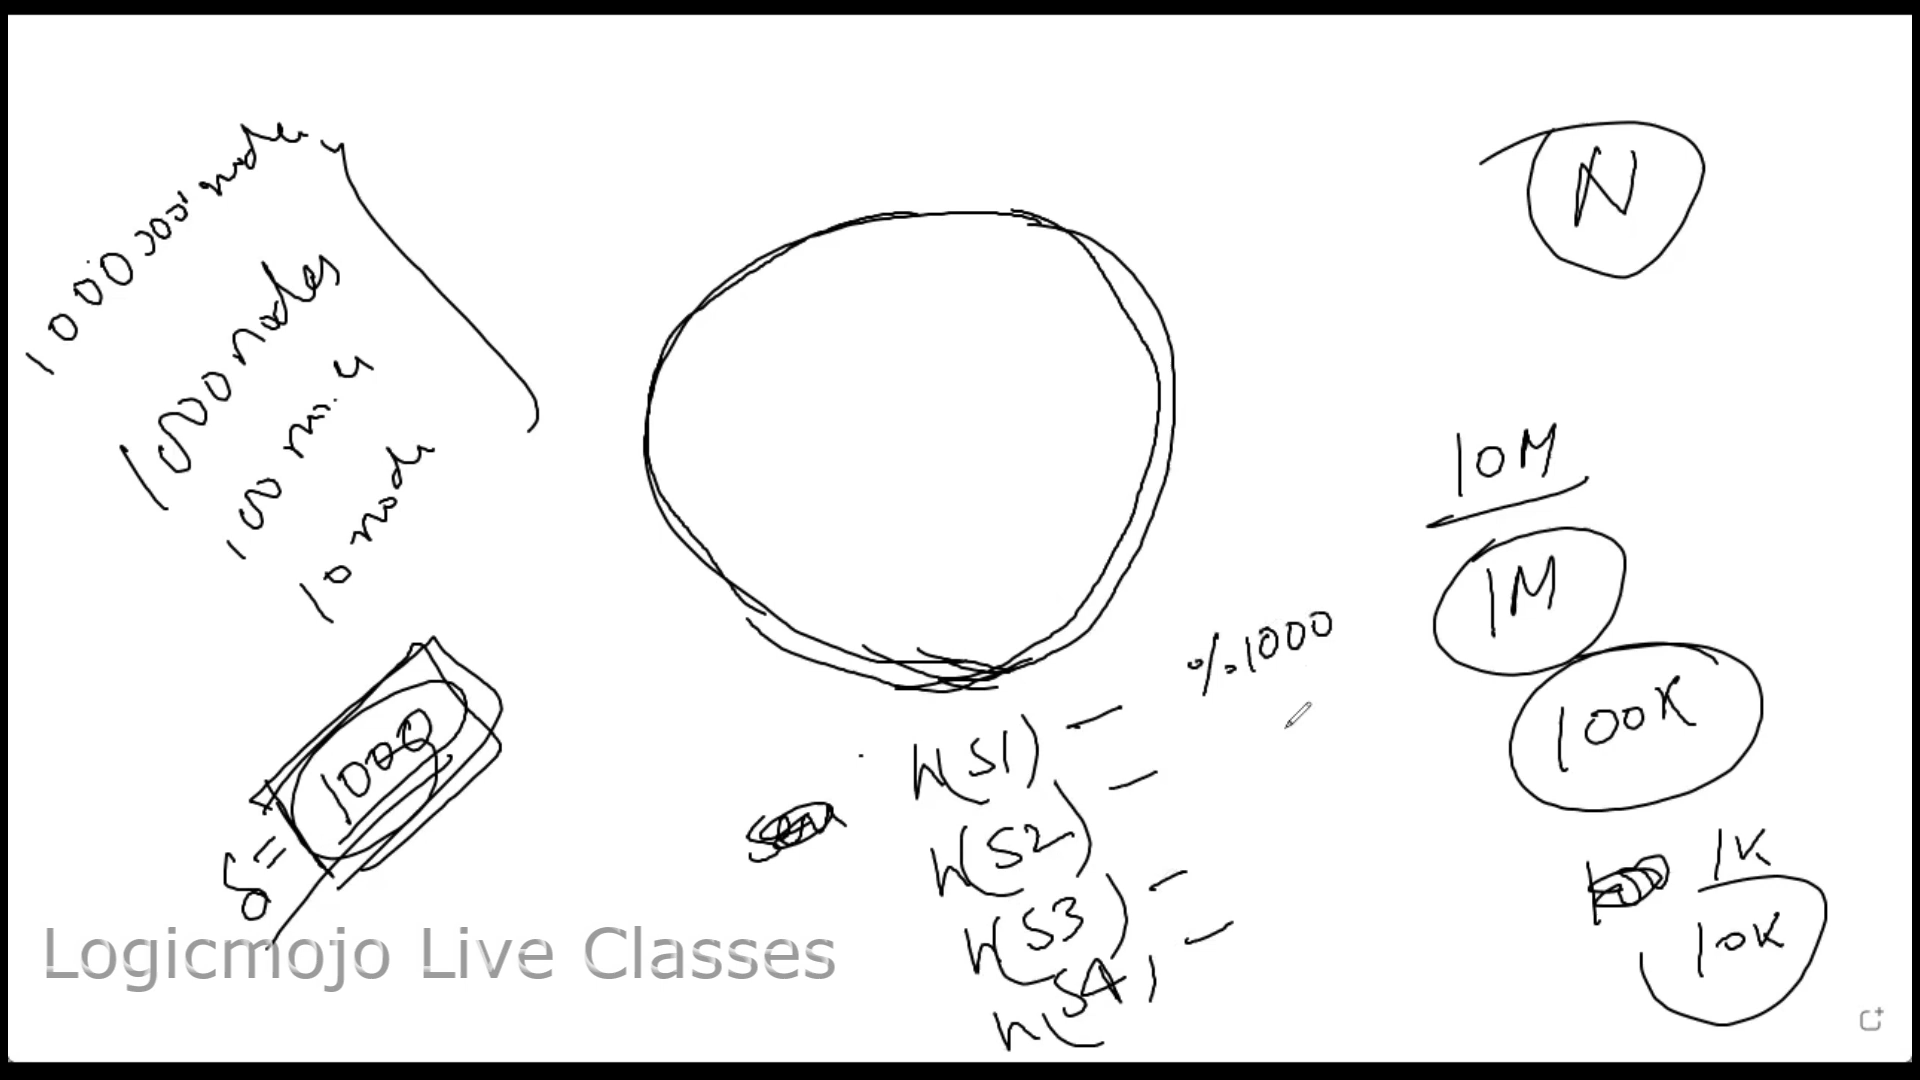 1000000 nodes
1000 nodes
100
10 node
N
10M
1M
100K
1K
10K
%1000
1000
h(S1) —
h(S2) —
h(S3) —
h(S4) —
Logicmojo Live Classes